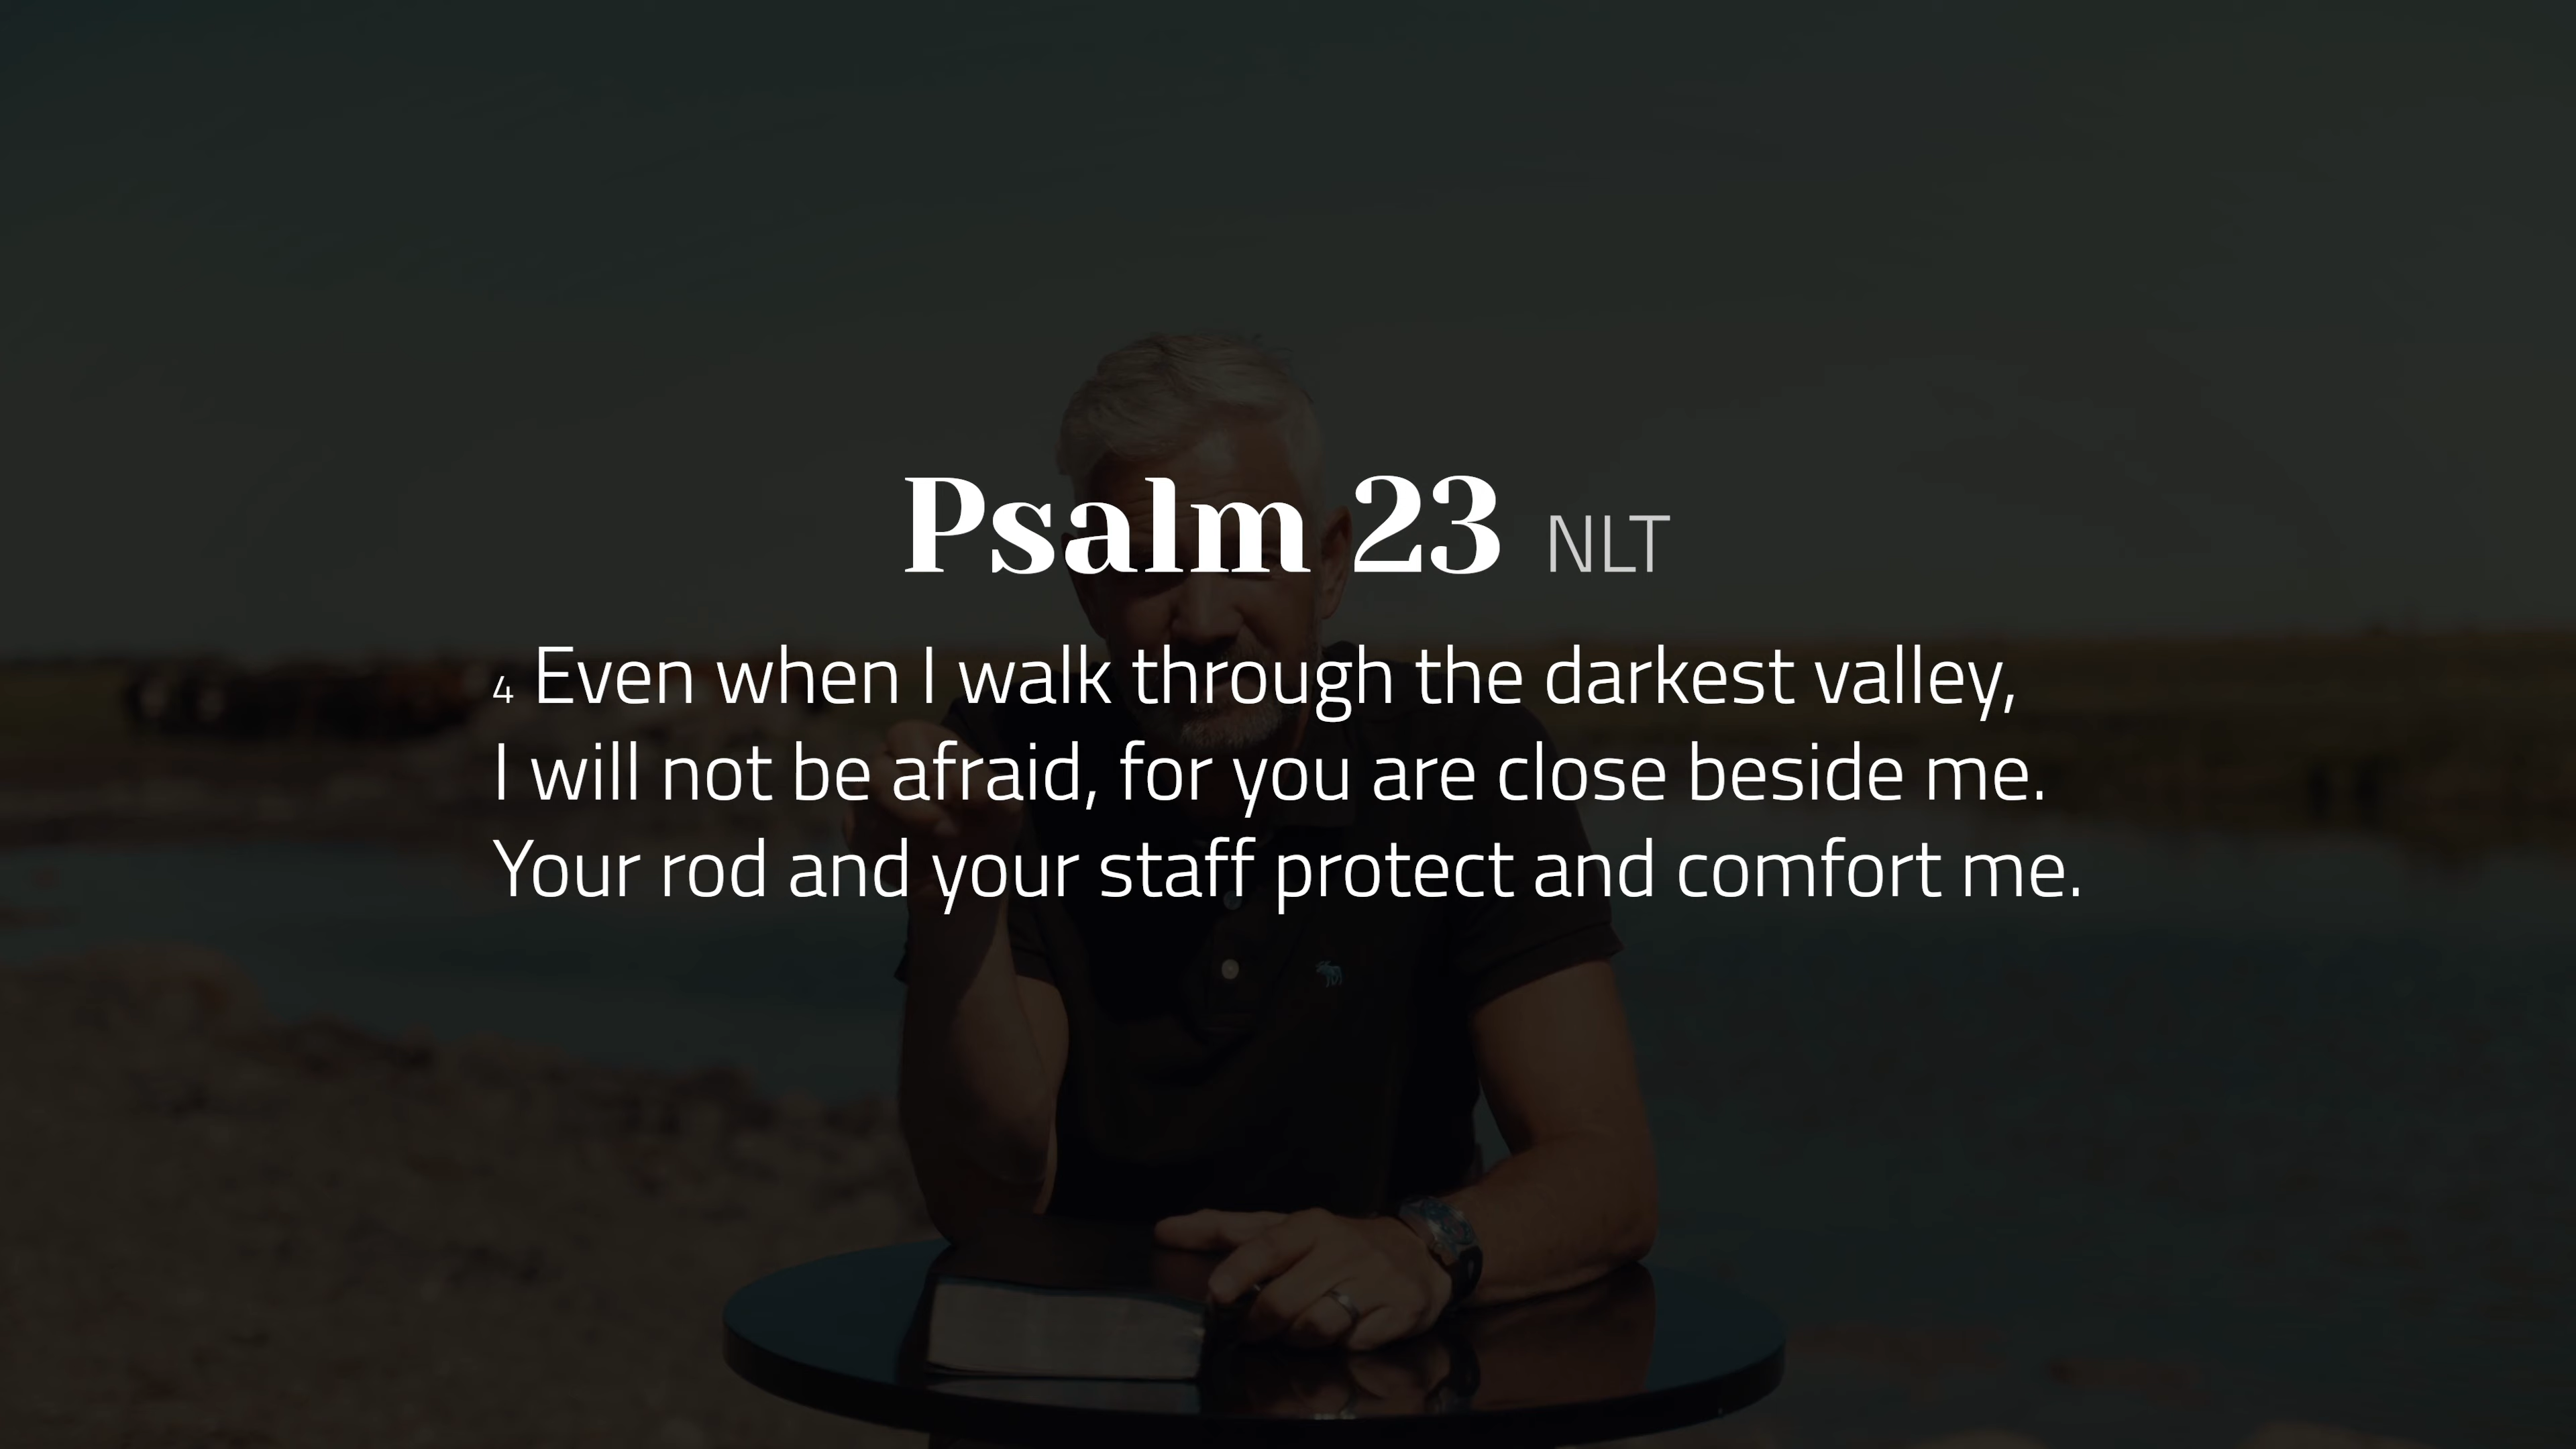 Psalm 23 NLT
4 Even when I walk through the darkest valley,
I will not be afraid, for you are close beside me.
Your rod and your staff protect and comfort me.